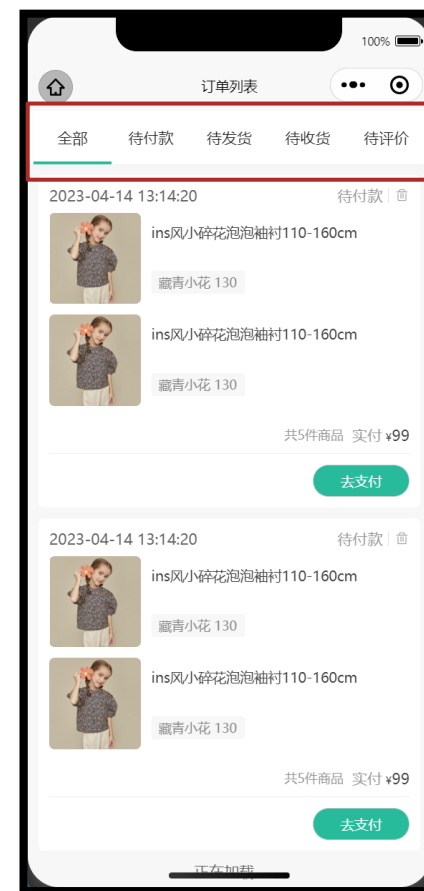 100%
订单列表
全部 待付款 待发货 待收货 待评价
2023-04-14 13:14:20 待付款
ins风小碎花泡泡袖衬110-160cm
藏青小花 130
ins风小碎花泡泡袖衬110-160cm
藏青小花 130
共5件商品 实付 ¥99
去支付
2023-04-14 13:14:20 待付款
ins风小碎花泡泡袖衬110-160cm
藏青小花 130
ins风小碎花泡泡袖衬110-160cm
藏青小花 130
共5件商品 实付 ¥99
去支付
正在加载